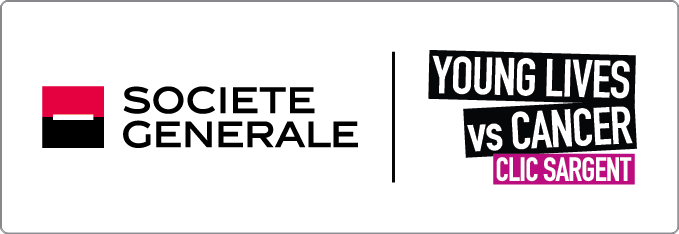 SOCIETE
GENERALE
YOUNG LIVES
vs CANCER
CLIC SARGENT